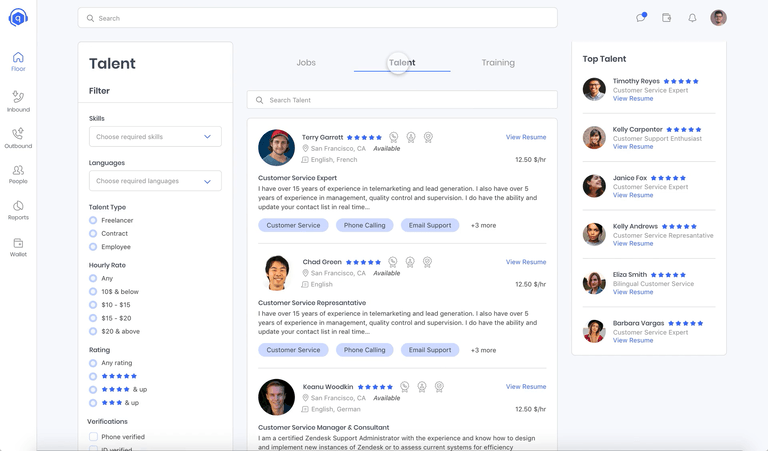 Search
Floor
Inbound
Outbound
People
Reports
Wallet
Talent
Filter
Skills
Choose required skills
Languages
Choose required languages
Talent Type
Freelancer
Contract
Employee
Hourly Rate
Any
10$ & below
$10 - $15
$15 - $20
$20 & above
Rating
Any rating
& up
& up
Verifications
Phone verified
ID verified
Jobs
Talent
Training
Search Talent
Terry Garrett
View Resume
San Francisco, CA Available
English, French
12.50 $/hr
Customer Service Expert
I have over 15 years of experience in telemarketing and lead generation. I also have over 5
years of experience in management, quality control and supervision. I do have the ability and
update your contact list in real time...
Customer Service Phone Calling Email Support +3 more
Chad Green
View Resume
San Francisco, CA Available
English
12.50 $/hr
Customer Service Represantative
I have over 15 years of experience in telemarketing and lead generation. I also have over 5
years of experience in management, quality control and supervision. I do have the ability and
update your contact list in real time...
Customer Service Phone Calling Email Support +3 more
Keanu Woodkin
View Resume
San Francisco, CA Available
English, German
12.50 $/hr
Customer Service Manager & Consultant
I am a certified Zendesk Support Administrator with the experience and know how to design
and implement new instances of Zendesk or to assess current systems for efficiency
Top Talent
Timothy Reyes
Customer Service Expert
View Resume
Kelly Carpenter
Customer Support Enthusiast
View Resume
Janice Fox
Customer Service Expert
View Resume
Kelly Andrews
Customer Service Represantative
View Resume
Eliza Smith
Bilingual Customer Service
View Resume
Barbara Vargas
Customer Service Expert
View Resume